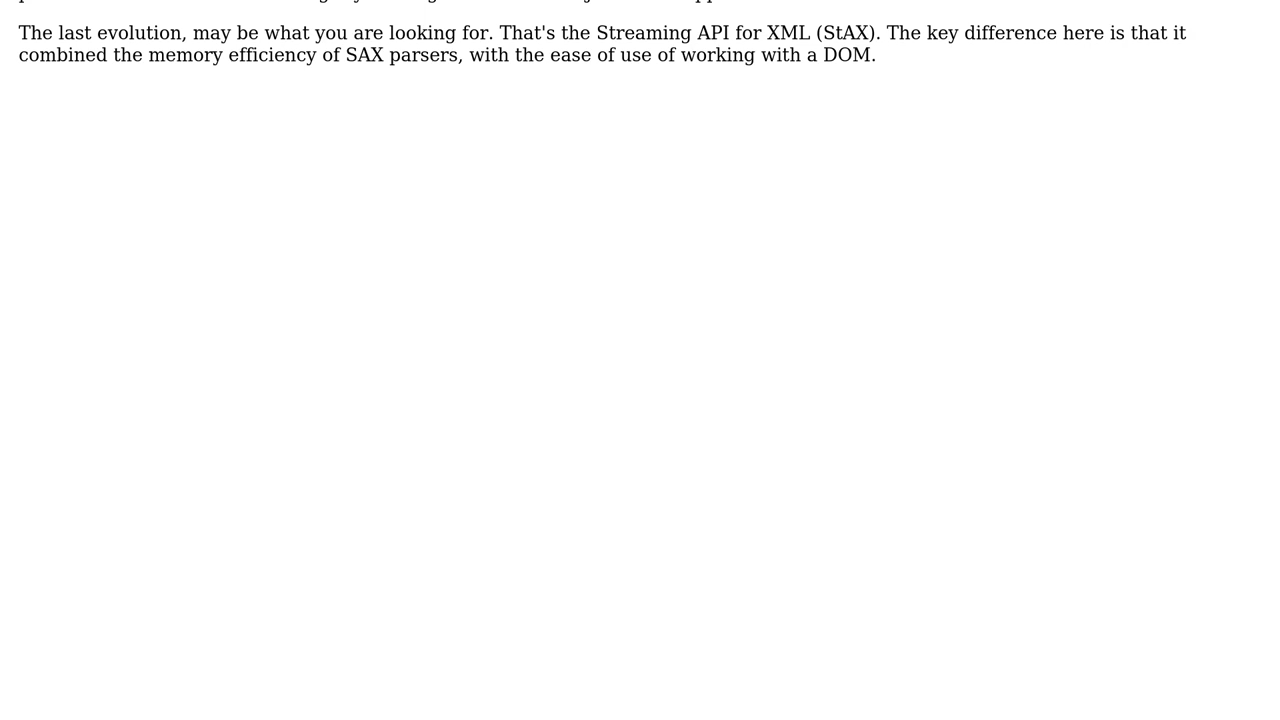 The last evolution, may be what you are looking for. That's the Streaming API for XML (StAX). The key difference here is that it
combined the memory efficiency of SAX parsers, with the ease of use of working with a DOM.